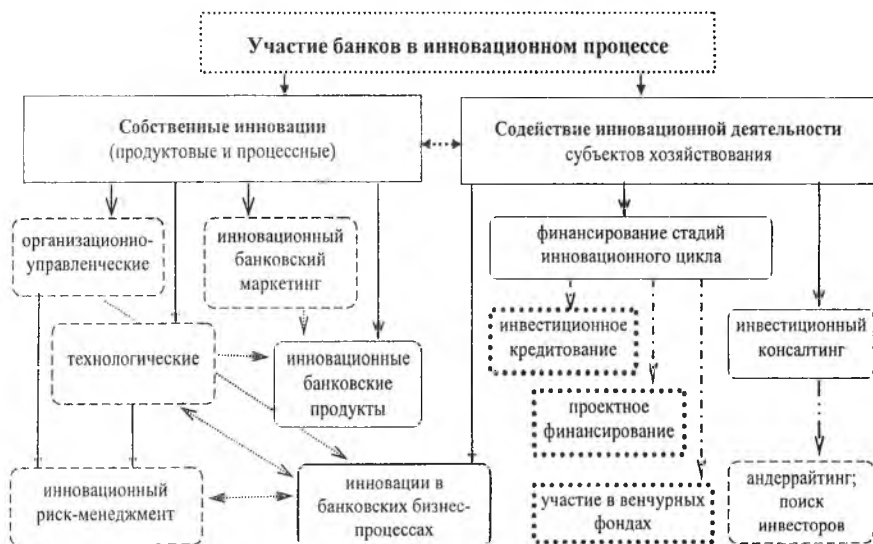 Участие банков в инновационном процессе
Собственные инновации
(продуктовые и процессные)
Содействие инновационной деятельности
субъектов хозяйствования
организационно-
управленческие
инновационный
банковский
маркетинг
финансирование стадий
инновационного цикла
технологические
инновационные
банковские
продукты
инвестиционное
кредитование
инвестиционный
консалтинг
проектное
финансирование
инновационный
риск-менеджмент
инновации в
банковских бизнес-
процессах
участие в венчурных
фондах
андеррайтинг;
поиск
инвесторов